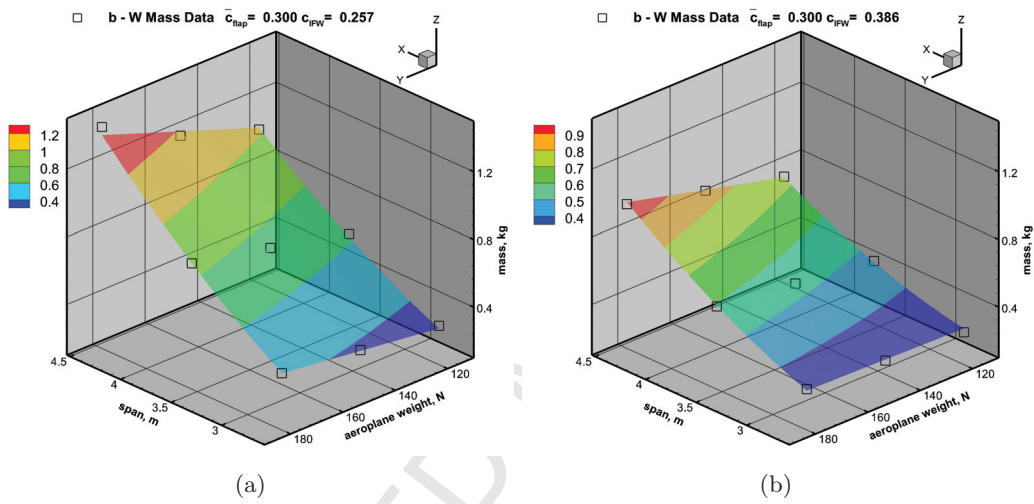 b - W Mass Data c̅flap= 0.300 cIFW= 0.257
Z
X
Y
1.2
1
0.8
0.6
0.4
1.2
0.8
0.4
mass, kg
4.5
4
3.5
3
span, m
120
140
160
180
aeroplane weight, N
(a)
b - W Mass Data c̅flap= 0.300 cIFW= 0.386
Z
X
Y
0.9
0.8
0.7
0.6
0.5
0.4
1.2
0.8
0.4
mass, kg
4.5
4
3.5
3
span, m
120
140
160
180
aeroplane weight, N
(b)